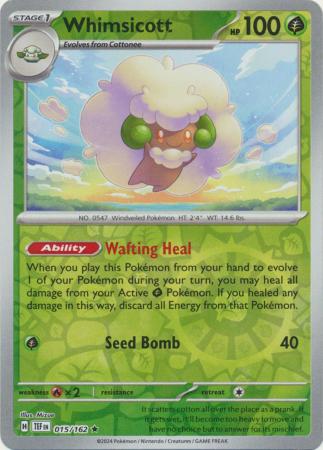 STAGE 1
Whimsicott
HP 100
Evolves from Cottonee
NO. 0547 Windveiled Pokémon HT: 2'4" WT: 14.6 lbs.
Ability Wafting Heal
When you play this Pokémon from your hand to evolve
1 of your Pokémon during your turn, you may heal all
damage from your Active Pokémon. If you healed any
damage in this way, discard all Energy from that Pokémon.
Seed Bomb 40
weakness ×2 resistance retreat
Illus. Mizue
H TEF EN 015/162
It scatters cotton all over the place as a prank. If it gets wet,
it'll become unable to move and have no choice but to answer for its mischief.
©2024 Pokémon / Nintendo / Creatures / GAME FREAK